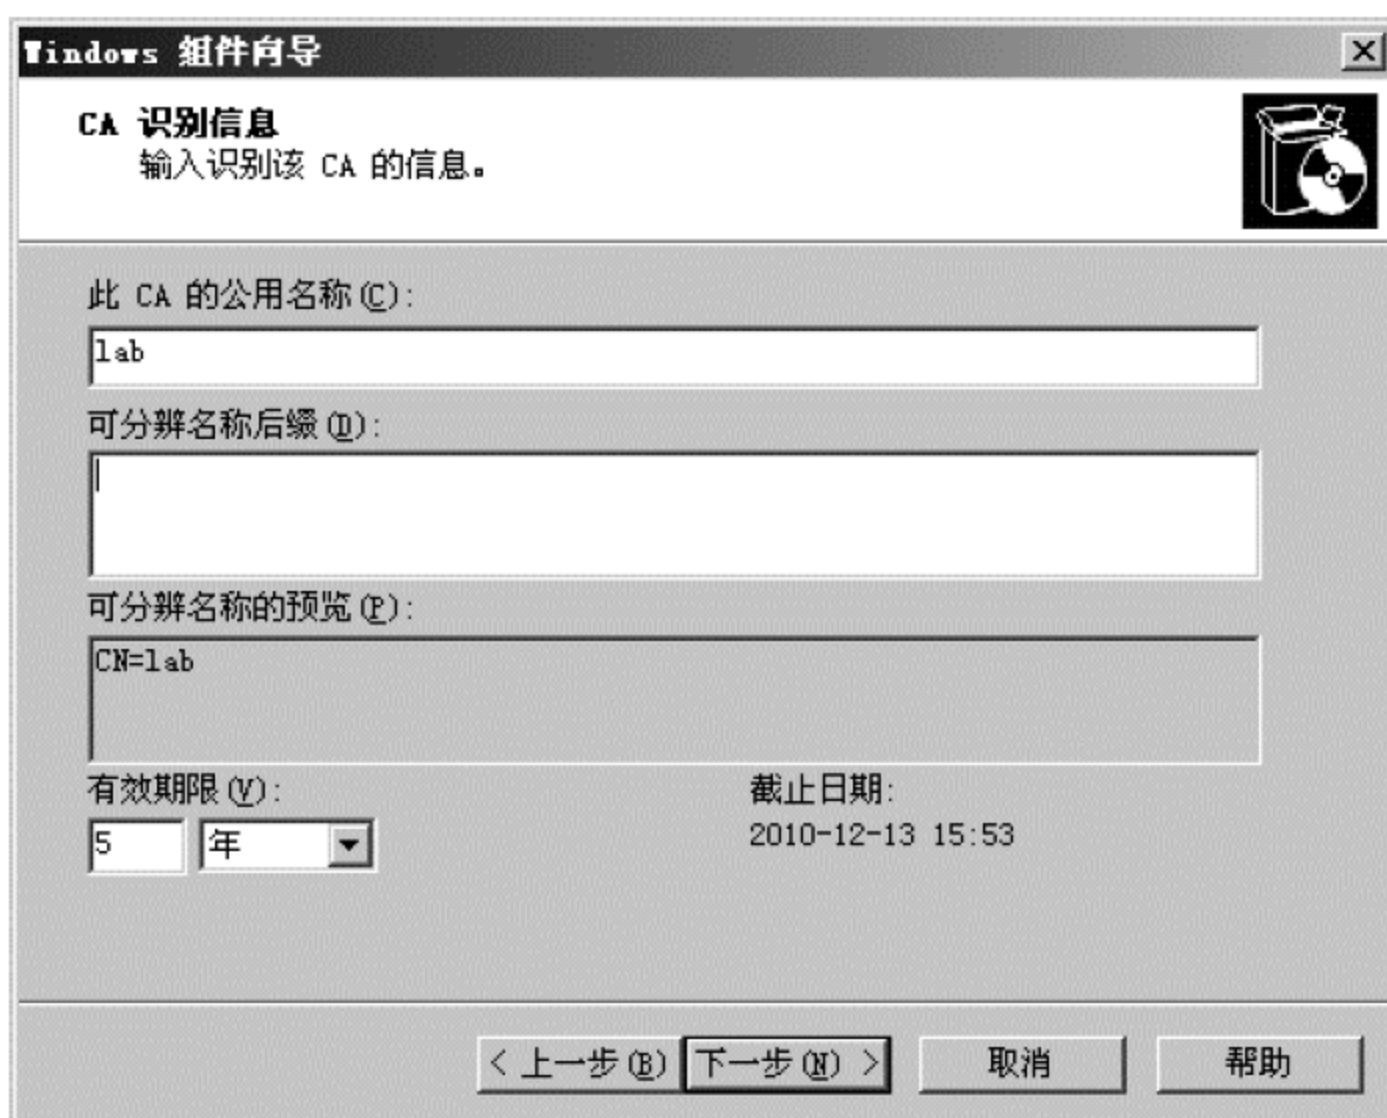 Windows 组件向导
CA 识别信息
输入识别该 CA 的信息。
此 CA 的公用名称(C):
lab
可分辨名称后缀(D):
可分辨名称的预览(P):
CN=lab
有效期限(V):
截止日期:
5 年
2010-12-13 15:53
< 上一步(B) 下一步(N) > 取消 帮助